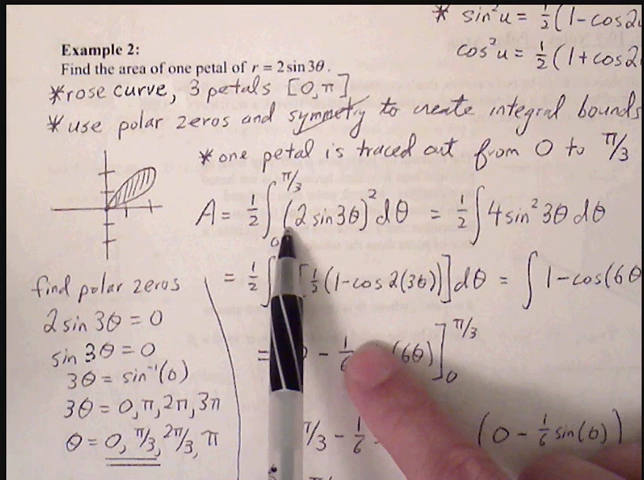 * sin²u = ½(1-cos2u
cos²u = ½(1+cos2u
Example 2:
Find the area of one petal of r = 2 sin 3θ.
*rose curve, 3 petals [0,π]
*use polar zeros and symmetry to create integral bounds
*one petal is traced out from 0 to π/3
A = ½∫₀^π/3 (2 sin3θ)² dθ = ½∫4 sin² 3θ dθ
= ½∫ [½(1-cos 2(3θ))]dθ = ∫ 1-cos(6θ
= - ⅙ (6θ)]₀^π/3
π/3 - ⅙ (0 - ⅙ sin(0)
find polar zeros
2 sin 3θ = 0
sin 3θ = 0
3θ = sin⁻¹(0)
3θ = 0, π, 2π, 3π
θ = 0, π/3, 2π/3, π